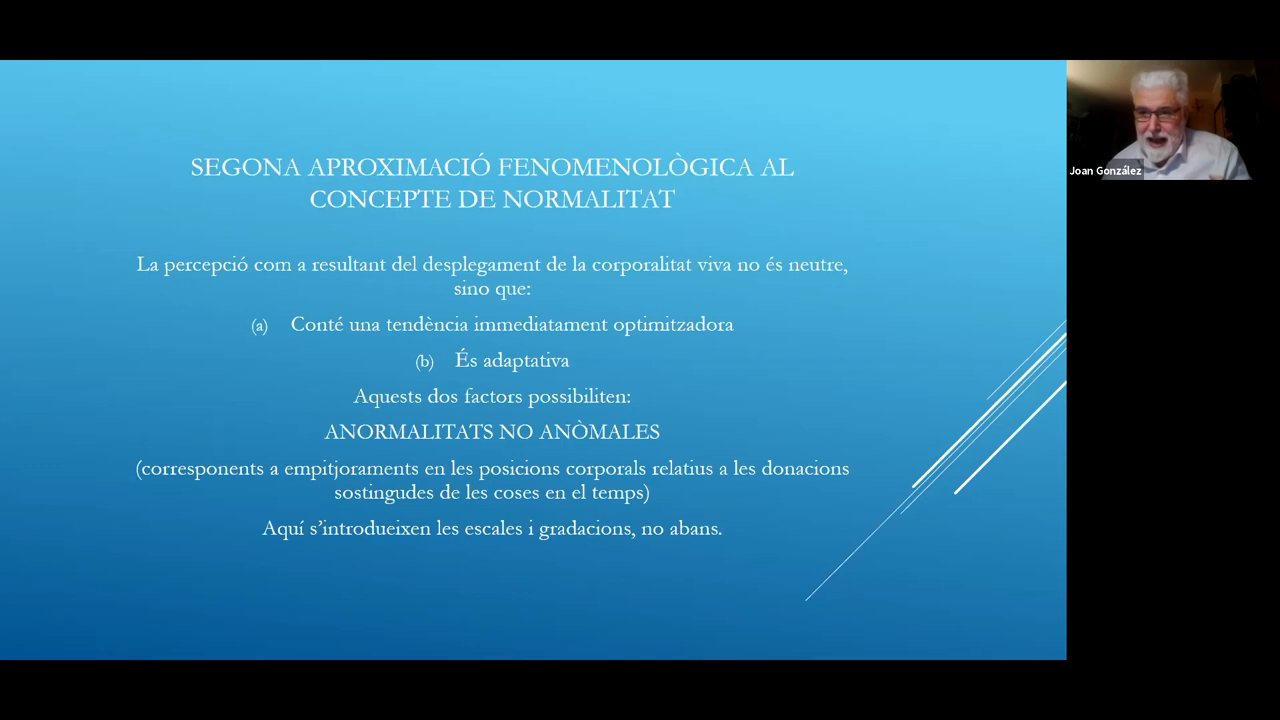 SEGONA APROXIMACIÓ FENOMENOLÒGICA AL
CONCEPTE DE NORMALITAT
La percepció com a resultant del desplegament de la corporalitat viva no és neutre,
sino que:
(a) Conté una tendència immediatament optimitzadora
(b) És adaptativa
Aquests dos factors possibiliten:
ANORMALITATS NO ANÒMALES
(corresponents a empitjoraments en les posicions corporals relatius a les donacions
sostingudes de les coses en el temps)
Aquí s’introdueixen les escales i gradacions, no abans.
Joan González